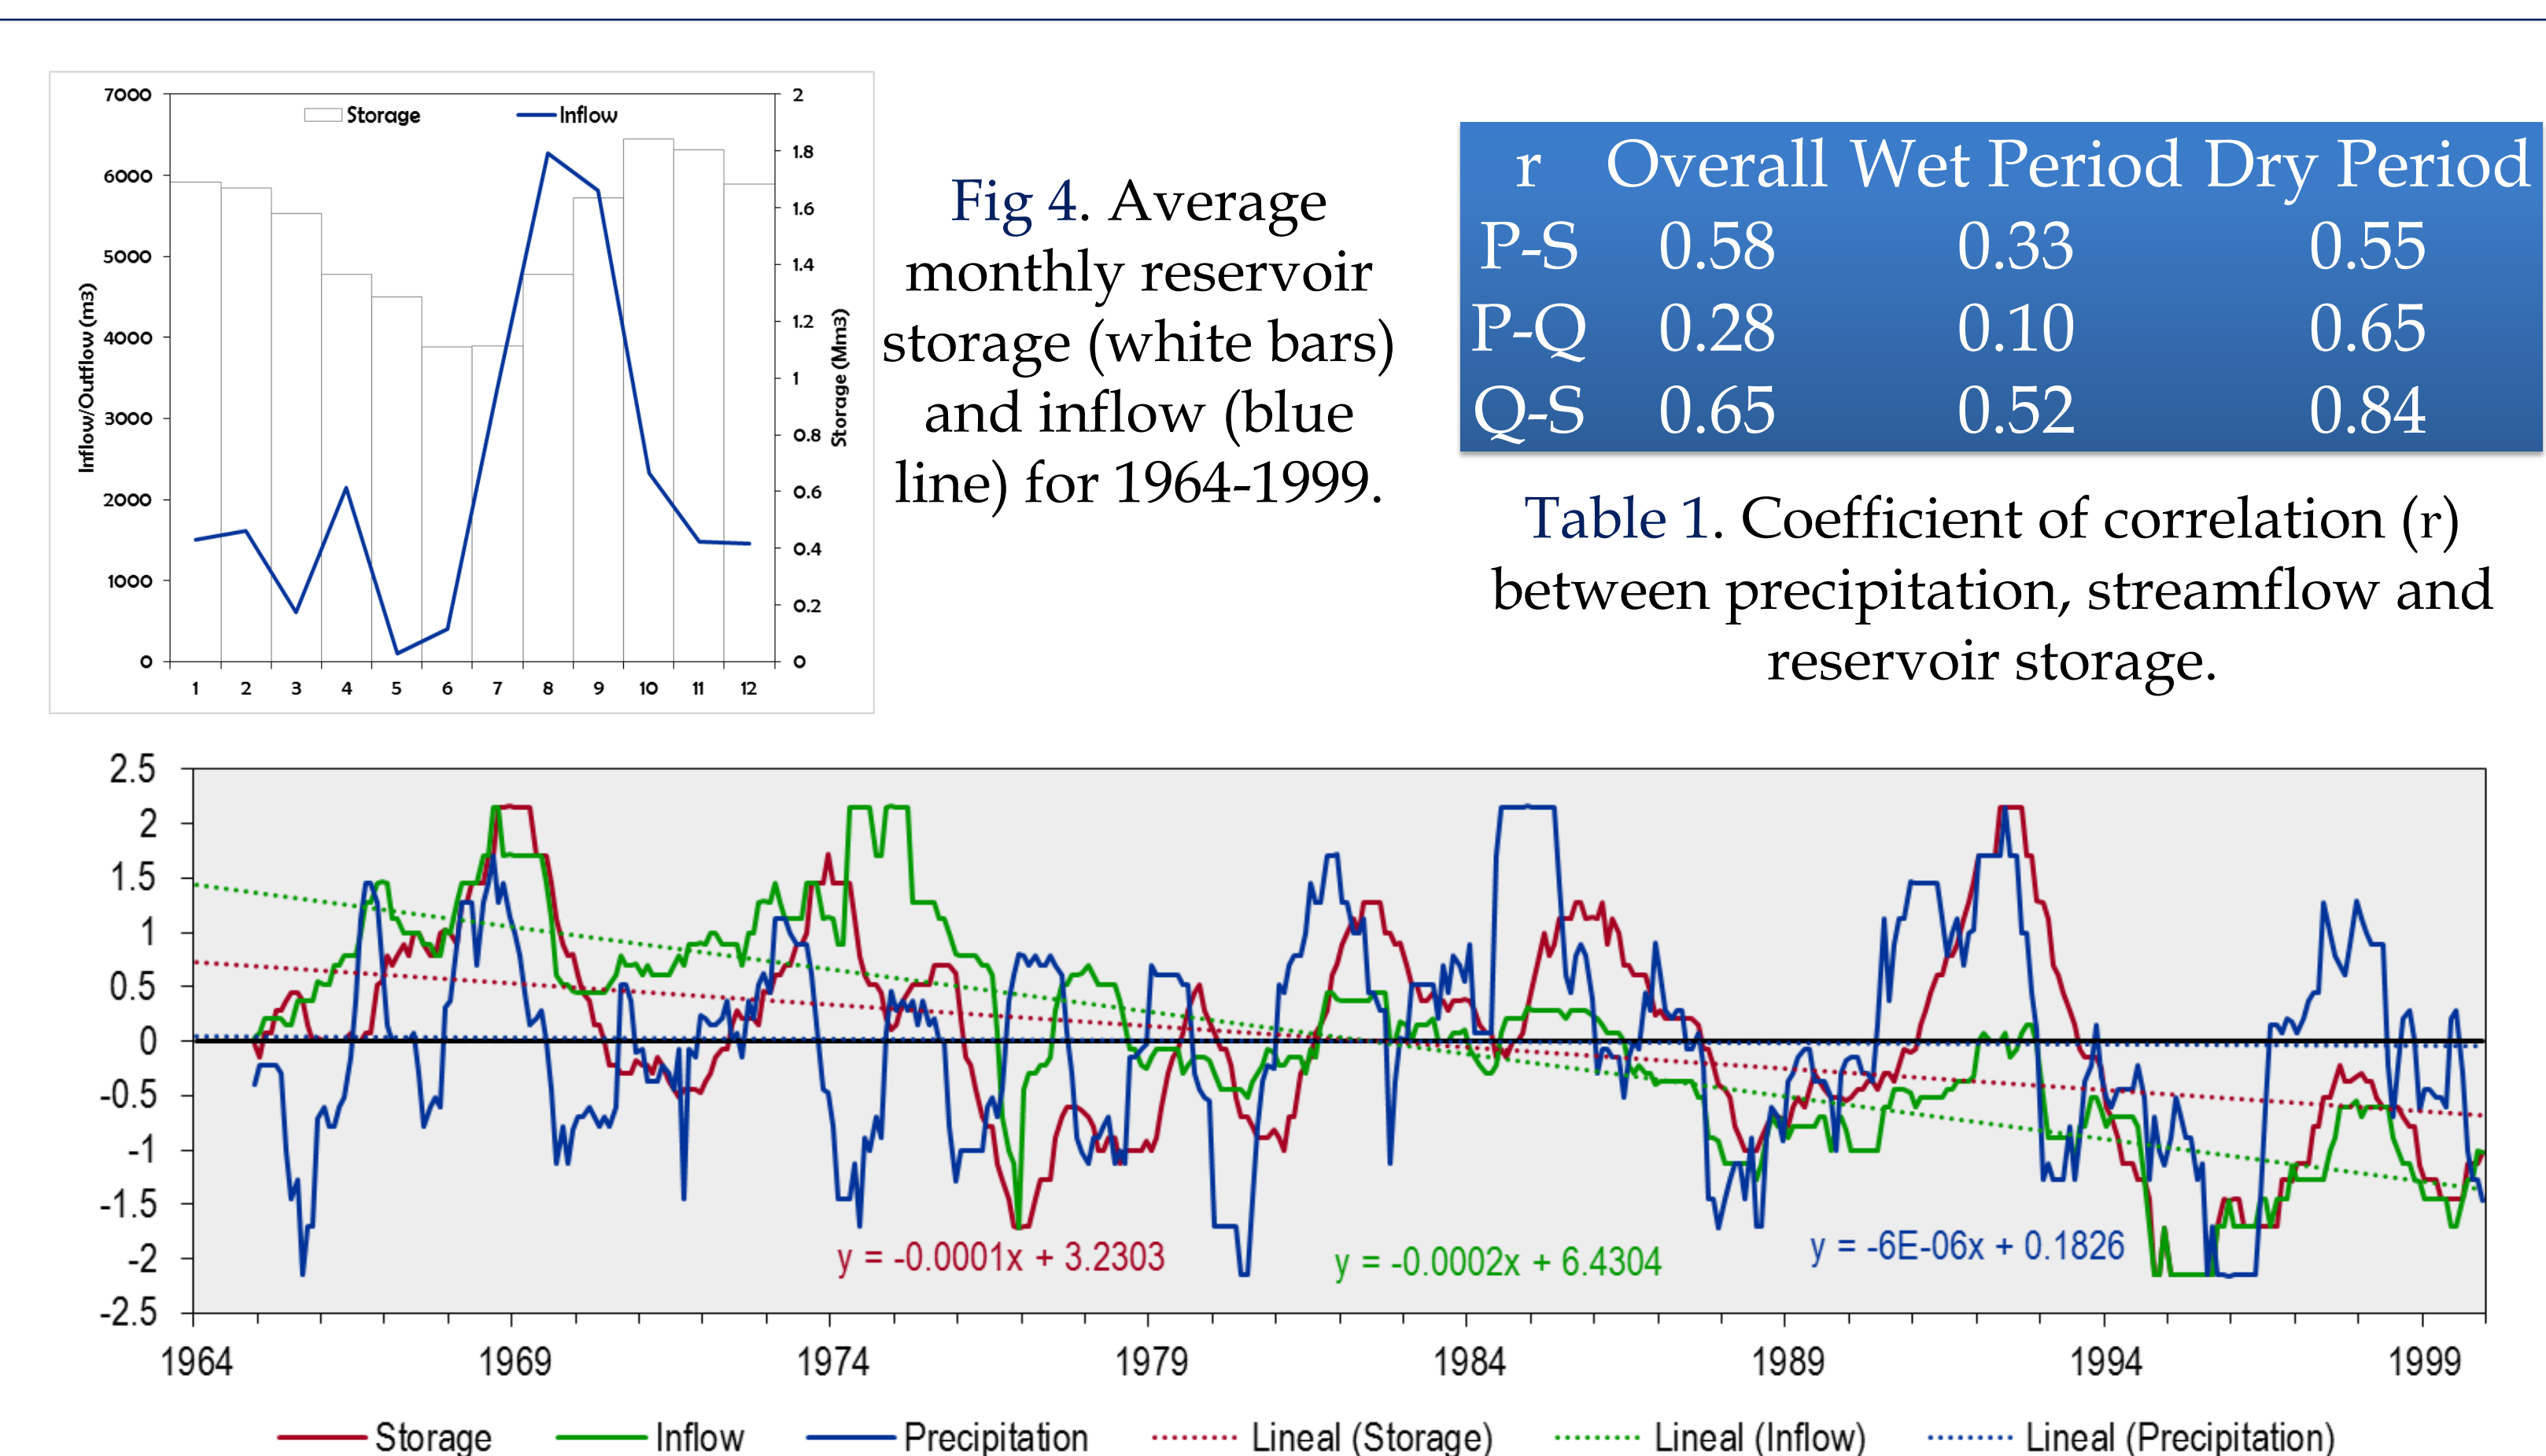 7000
6000
5000
4000
3000
2000
1000
0
Inflow/Outflow (m3)
Storage
Inflow
2
1.8
1.6
1.4
1.2
1
0.8
0.6
0.4
0.2
0
Storage (Mm3)
1 2 3 4 5 6 7 8 9 10 11 12
Fig 4. Average
monthly reservoir
storage (white bars)
and inflow (blue
line) for 1964-1999.
r Overall Wet Period Dry Period
P-S 0.58 0.33 0.55
P-Q 0.28 0.10 0.65
Q-S 0.65 0.52 0.84
Table 1. Coefficient of correlation (r)
between precipitation, streamflow and
reservoir storage.
2.5
2
1.5
1
0.5
0
-0.5
-1
-1.5
-2
-2.5
y = -0.0001x + 3.2303
y = -0.0002x + 6.4304
y = -6E-06x + 0.1826
1964 1969 1974 1979 1984 1989 1994 1999
Storage Inflow Precipitation Lineal (Storage) Lineal (Inflow) Lineal (Precipitation)